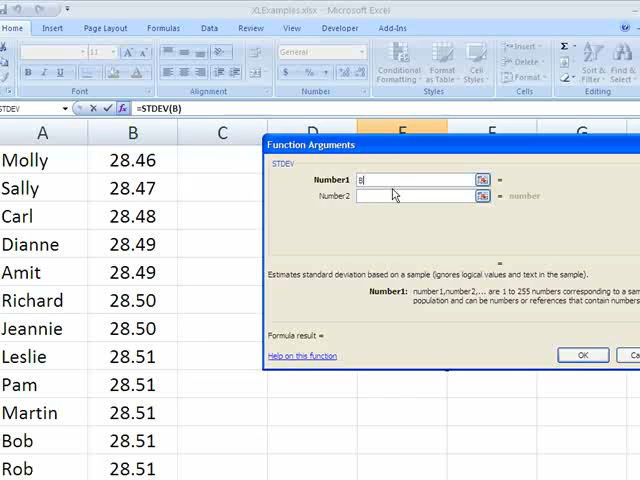 XLExamples.xlsx - Microsoft Excel
Home Insert Page Layout Formulas Data Review View Developer Add-Ins
11 A A General
B I U $ % , Conditional Formatting Format as Table Cell Styles Insert Delete Format Σ Sort & Filter Find & Select
Font Alignment Number Styles Cells Editing
STDEV fx =STDEV(B)
A B C D E F G
Molly 28.46
Sally 28.47
Carl 28.48
Dianne 28.49
Amit 28.49
Richard 28.50
Jeannie 28.50
Leslie 28.51
Pam 28.51
Martin 28.51
Bob 28.51
Rob 28.51
Function Arguments
STDEV
Number1 B =
Number2 = number
=
Estimates standard deviation based on a sample (ignores logical values and text in the sample).
Number1: number1,number2,... are 1 to 255 numbers corresponding to a
population and can be numbers or references that contain numbers
Formula result =
Help on this function OK